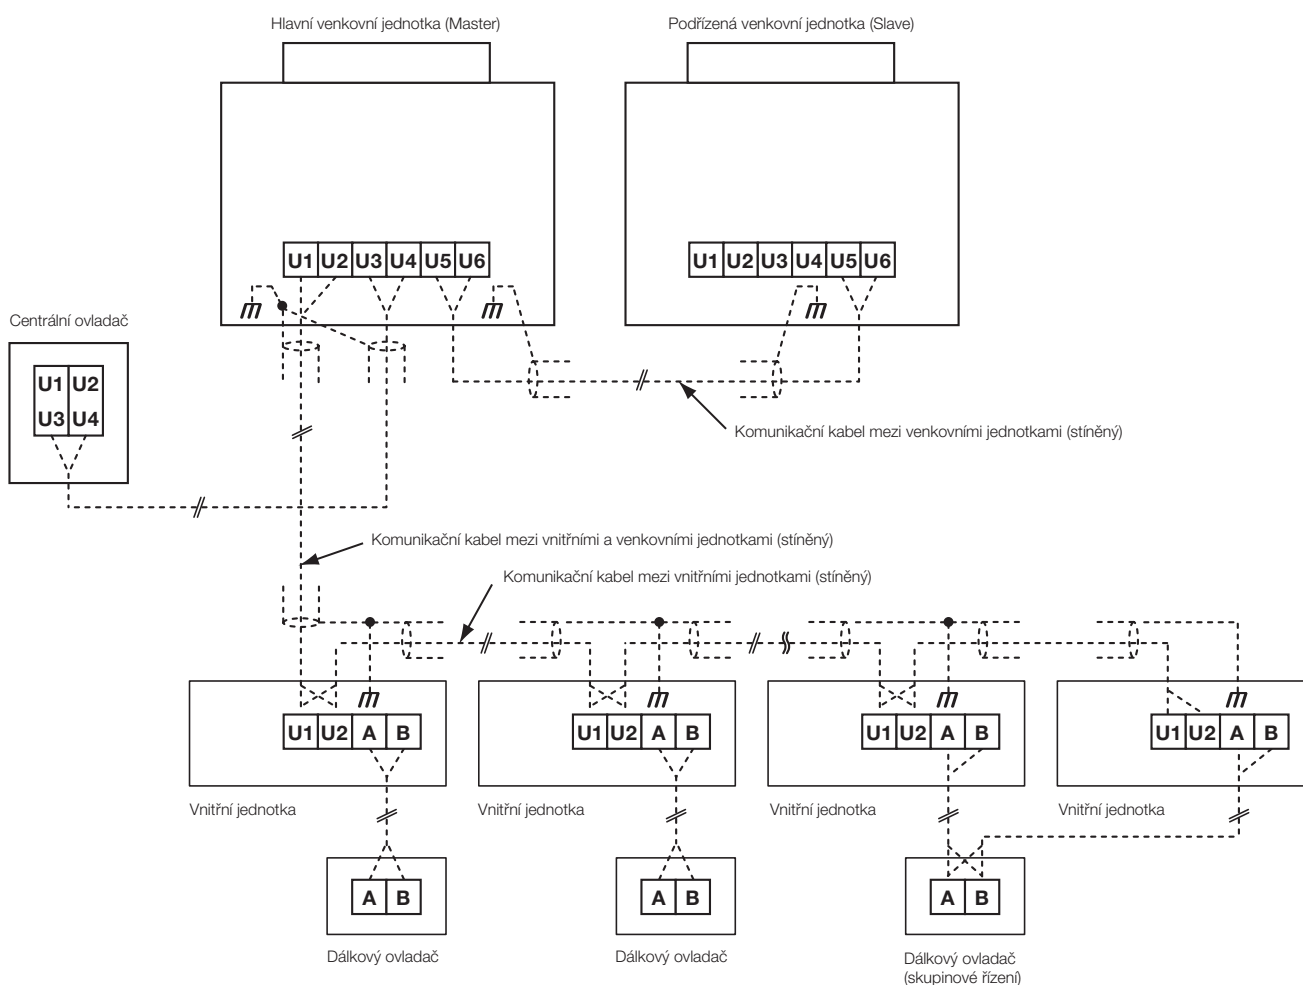 Hlavní venkovní jednotka (Master)
Podřízená venkovní jednotka (Slave)
U1 U2 U3 U4 U5 U6
U1 U2 U3 U4 U5 U6
Centrální ovladač
U1 U2
U3 U4
Komunikační kabel mezi venkovními jednotkami (stíněný)
Komunikační kabel mezi vnitřními a venkovními jednotkami (stíněný)
Komunikační kabel mezi vnitřními jednotkami (stíněný)
U1 U2 A B
U1 U2 A B
U1 U2 A B
U1 U2 A B
Vnitřní jednotka
Vnitřní jednotka
Vnitřní jednotka
Vnitřní jednotka
A B
A B
A B
Dálkový ovladač
Dálkový ovladač
Dálkový ovladač
(skupinové řízení)